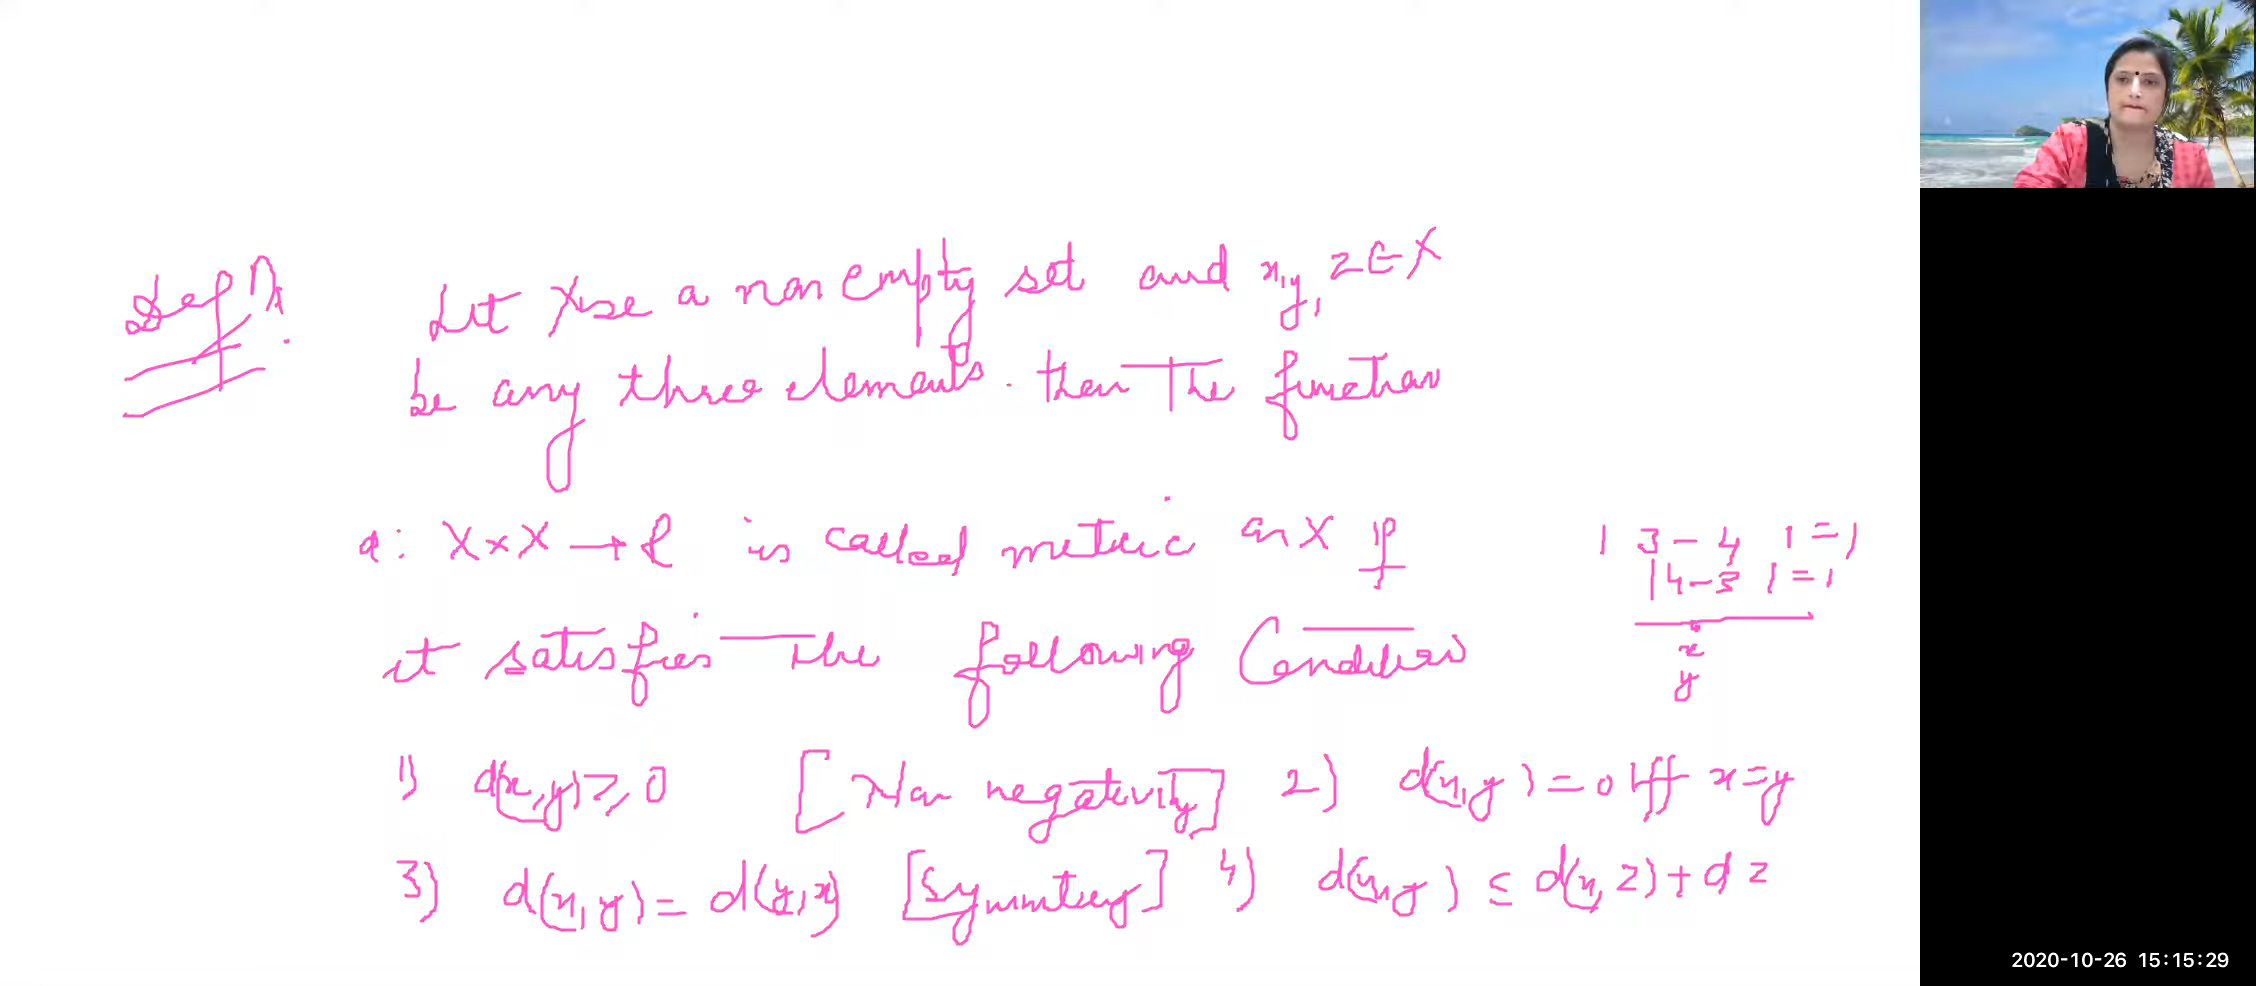 Defn.
Let X be a non empty set and x, y, z ∈ X
be any three elements. then The function
d: X × X → R is called metric on X if
it satisfies The following Conditions
1) d(x,y) ≥ 0 [Non negativity] 2) d(x,y) = 0 iff x = y
3) d(x,y) = d(y,x) [Symmetry] 4) d(x,y) ≤ d(x,z) + d z
| 3 - 4 | = 1
| 4 - 3 | = 1
x
y
2020-10-26 15:15:29